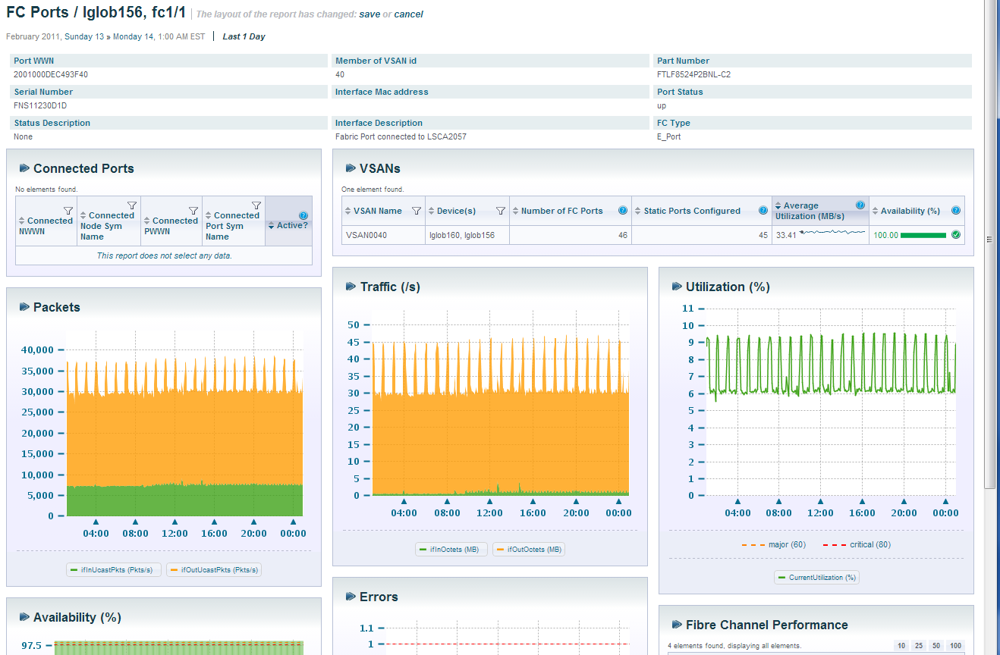 FC Ports / lglob156, fc1/1 | The layout of the report has changed: save or cancel
February 2011, Sunday 13 » Monday 14, 1:00 AM EST | Last 1 Day
Port WWN Member of VSAN id Part Number
2001000DEC493F40 40 FTLF8524P2BNL-C2
Serial Number Interface Mac address Port Status
FNS11230D1D up
Status Description Interface Description FC Type
None Fabric Port connected to LSCA2057 E_Port
Connected Ports
No elements found.
Connected NWWN
Connected Node Sym Name
Connected PWWN
Connected Port Sym Name
Active?
This report does not select any data.
VSANs
One element found.
VSAN Name Device(s) Number of FC Ports Static Ports Configured Average Utilization (MB/s) Availability (%)
VSAN0040 lglob160, lglob156 46 45 33.41 100.00
Packets
40,000
35,000
30,000
25,000
20,000
15,000
10,000
5,000
0
04:00 08:00 12:00 16:00 20:00 00:00
ifInUcastPkts (Pkts/s) ifOutUcastPkts (Pkts/s)
Traffic (/s)
50
45
40
35
30
25
20
15
10
5
0
04:00 08:00 12:00 16:00 20:00 00:00
ifInOctets (MB) ifOutOctets (MB)
Utilization (%)
11
10
9
8
7
6
5
4
3
2
1
0
04:00 08:00 12:00 16:00 20:00 00:00
major (60) critical (80)
CurrentUtilization (%)
Availability (%)
97.5
Errors
1.1
1
Fibre Channel Performance
4 elements found, displaying all elements. 10 25 50 100